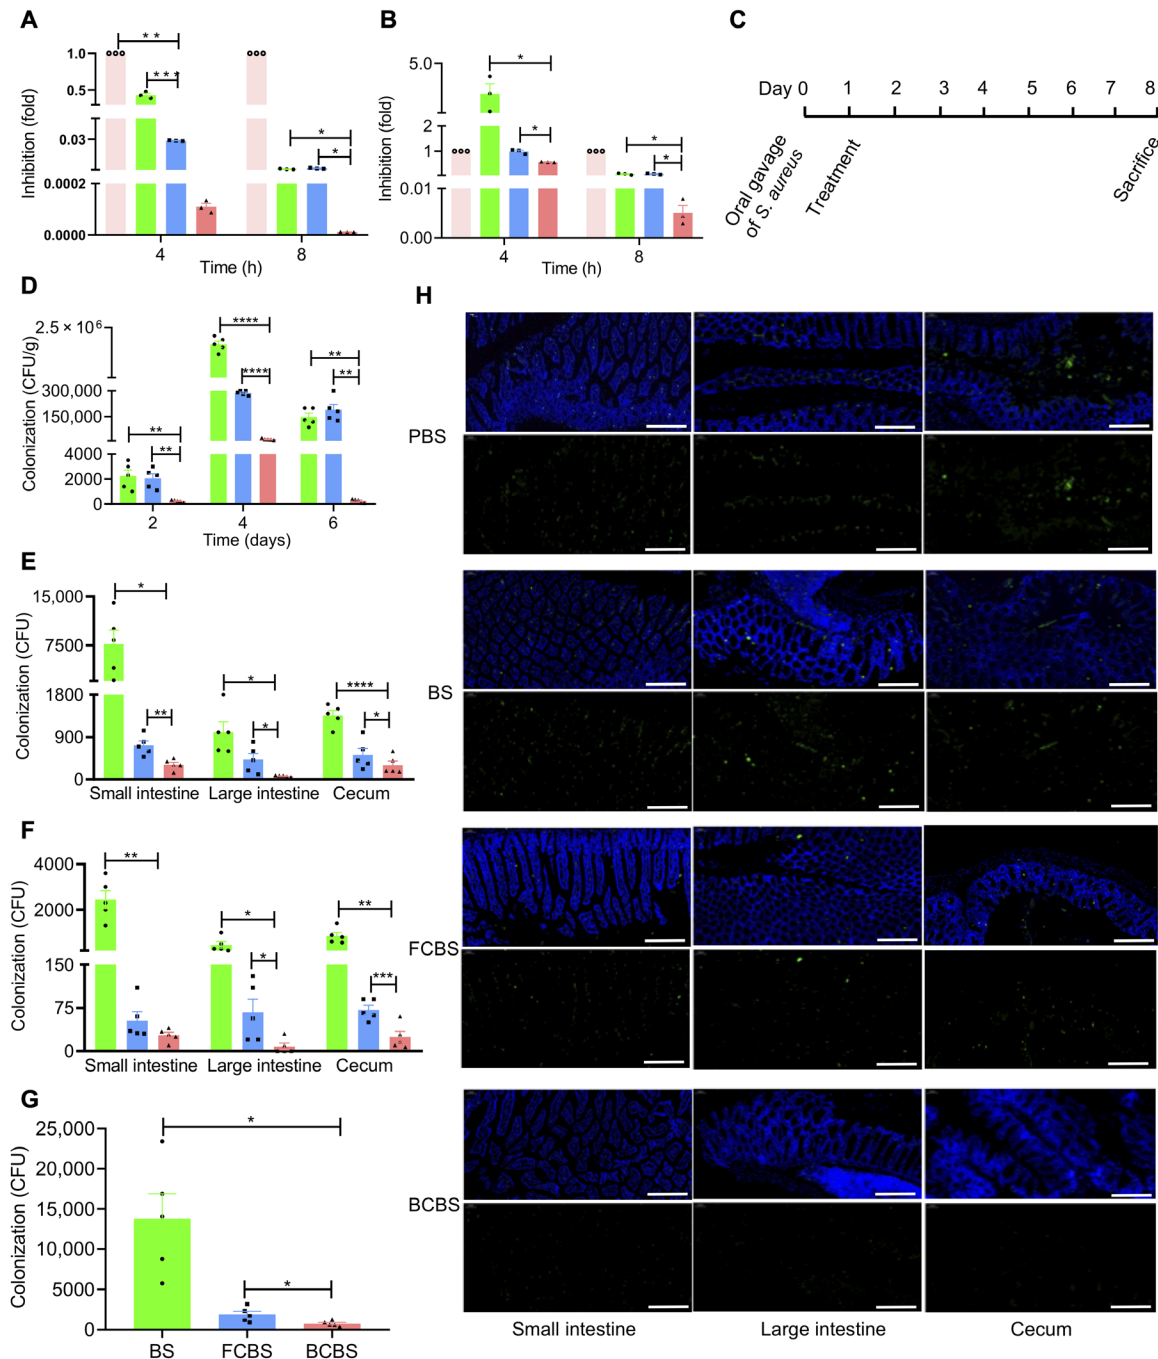 A
Inhibition (fold)
1.0
0.5
0.03
0.0002
0.0000
**
***
*
*
4
8
Time (h)
B
Inhibition (fold)
5.0
2
1
0.01
0.00
*
*
*
*
4
8
Time (h)
C
Day 0 1 2 3 4 5 6 7 8
Oral gavage
of S. aureus
Treatment
Sacrifice
D
Colonization (CFU/g)
2.5 × 10⁶
300,000
150,000
4000
2000
0
**
**
****
****
**
**
2
4
6
Time (days)
E
Colonization (CFU)
15,000
7500
1800
900
0
*
**
*
*
****
*
Small intestine
Large intestine
Cecum
F
Colonization (CFU)
4000
2000
150
75
0
**
*
*
**
***
Small intestine
Large intestine
Cecum
G
Colonization (CFU)
25,000
20,000
15,000
10,000
5000
0
*
*
BS
FCBS
BCBS
H
PBS
BS
FCBS
BCBS
Small intestine
Large intestine
Cecum